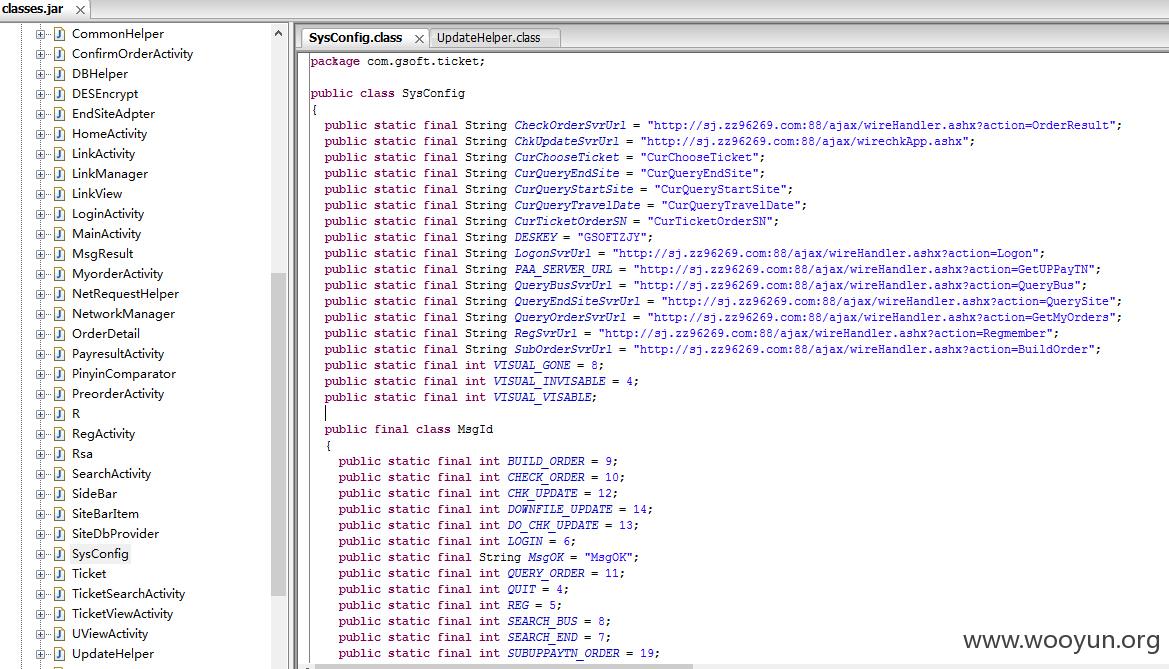 classes.jar
CommonHelper
ConfirmOrderActivity
DBHelper
DESEncrypt
EndSiteAdpter
HomeActivity
LinkActivity
LinkManager
LinkView
LoginActivity
MainActivity
MsgResult
MyorderActivity
NetRequestHelper
NetworkManager
OrderDetail
PayresultActivity
PinyinComparator
PreorderActivity
R
RegActivity
Rsa
SearchActivity
SideBar
SiteBarItem
SiteDbProvider
SysConfig
Ticket
TicketSearchActivity
TicketViewActivity
UViewActivity
UpdateHelper
SysConfig.class UpdateHelper.class
package com.gsoft.ticket;
public class SysConfig
{
public static final String CheckOrderSvrUrl = "http://sj.zz96269.com:88/ajax/wireHandler.ashx?action=OrderResult";
public static final String ChkUpdateSvrUrl = "http://sj.zz96269.com:88/ajax/wirechkApp.ashx";
public static final String CurChooseTicket = "CurChooseTicket";
public static final String CurQueryEndSite = "CurQueryEndSite";
public static final String CurQueryStartSite = "CurQueryStartSite";
public static final String CurQueryTravelDate = "CurQueryTravelDate";
public static final String CurTicketOrderSN = "CurTicketOrderSN";
public static final String DESKEY = "GSOFTZJY";
public static final String LogonSvrUrl = "http://sj.zz96269.com:88/ajax/wireHandler.ashx?action=Logon";
public static final String PAA_SERVER_URL = "http://sj.zz96269.com:88/ajax/wireHandler.ashx?action=GetUPPayTN";
public static final String QueryBusSvrUrl = "http://sj.zz96269.com:88/ajax/wireHandler.ashx?action=QueryBus";
public static final String QueryEndSiteSvrUrl = "http://sj.zz96269.com:88/ajax/wireHandler.ashx?action=QuerySite";
public static final String QueryOrderSvrUrl = "http://sj.zz96269.com:88/ajax/wireHandler.ashx?action=GetMyOrders";
public static final String RegSvrUrl = "http://sj.zz96269.com:88/ajax/wireHandler.ashx?action=Regmember";
public static final String SubOrderSvrUrl = "http://sj.zz96269.com:88/ajax/wireHandler.ashx?action=BuildOrder";
public static final int VISUAL_GONE = 8;
public static final int VISUAL_INVISABLE = 4;
public static final int VISUAL_VISABLE;
public final class MsgId
{
public static final int BUILD_ORDER = 9;
public static final int CHECK_ORDER = 10;
public static final int CHK_UPDATE = 12;
public static final int DOWNFILE_UPDATE = 14;
public static final int DO_CHK_UPDATE = 13;
public static final int LOGIN = 6;
public static final String MsgOK = "MsgOK";
public static final int QUERY_ORDER = 11;
public static final int QUIT = 4;
public static final int REG = 5;
public static final int SEARCH_BUS = 8;
public static final int SEARCH_END = 7;
public static final int SUBUPPAYTN_ORDER = 19;
www.wooyun.org